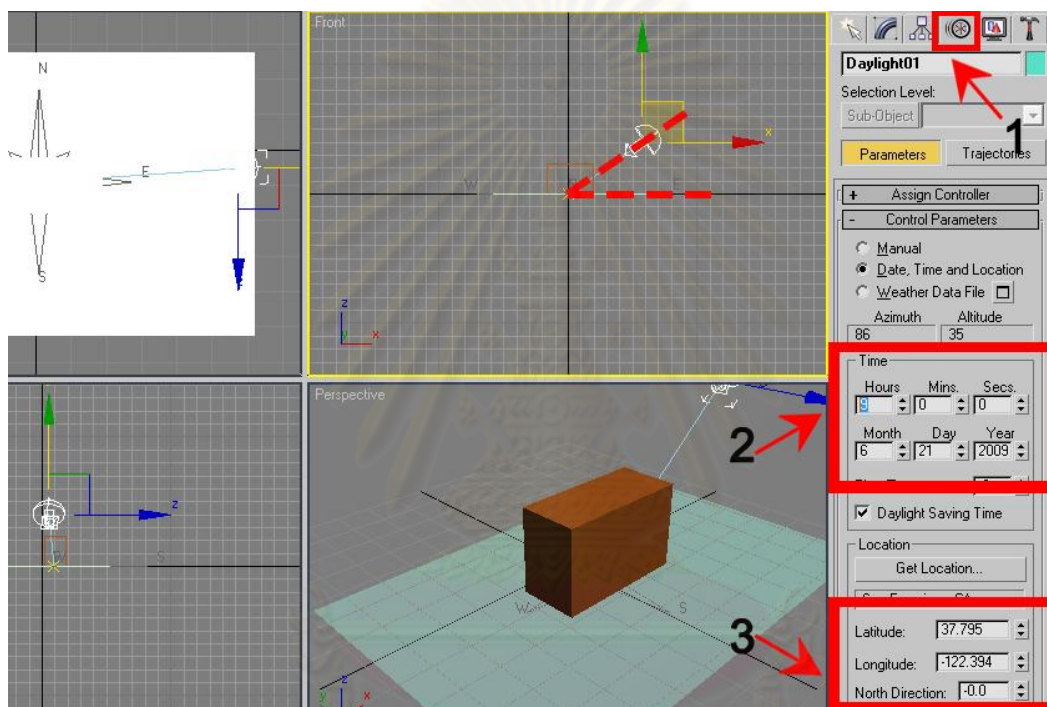 Front
N
E
S
W
E
z
y
x
x
Perspective
z
S
W
S
z
y
x
1
2
3
Daylight01
Selection Level:
Sub-Object
Parameters
Trajectories
+ Assign Controller
- Control Parameters
Manual
Date, Time and Location
Weather Data File
Azimuth Altitude
86 35
Time
Hours Mins. Secs.
9 0 0
Month Day Year
6 21 2009
Daylight Saving Time
Location
Get Location...
Latitude: 37.795
Longitude: -122.394
North Direction: -0.0